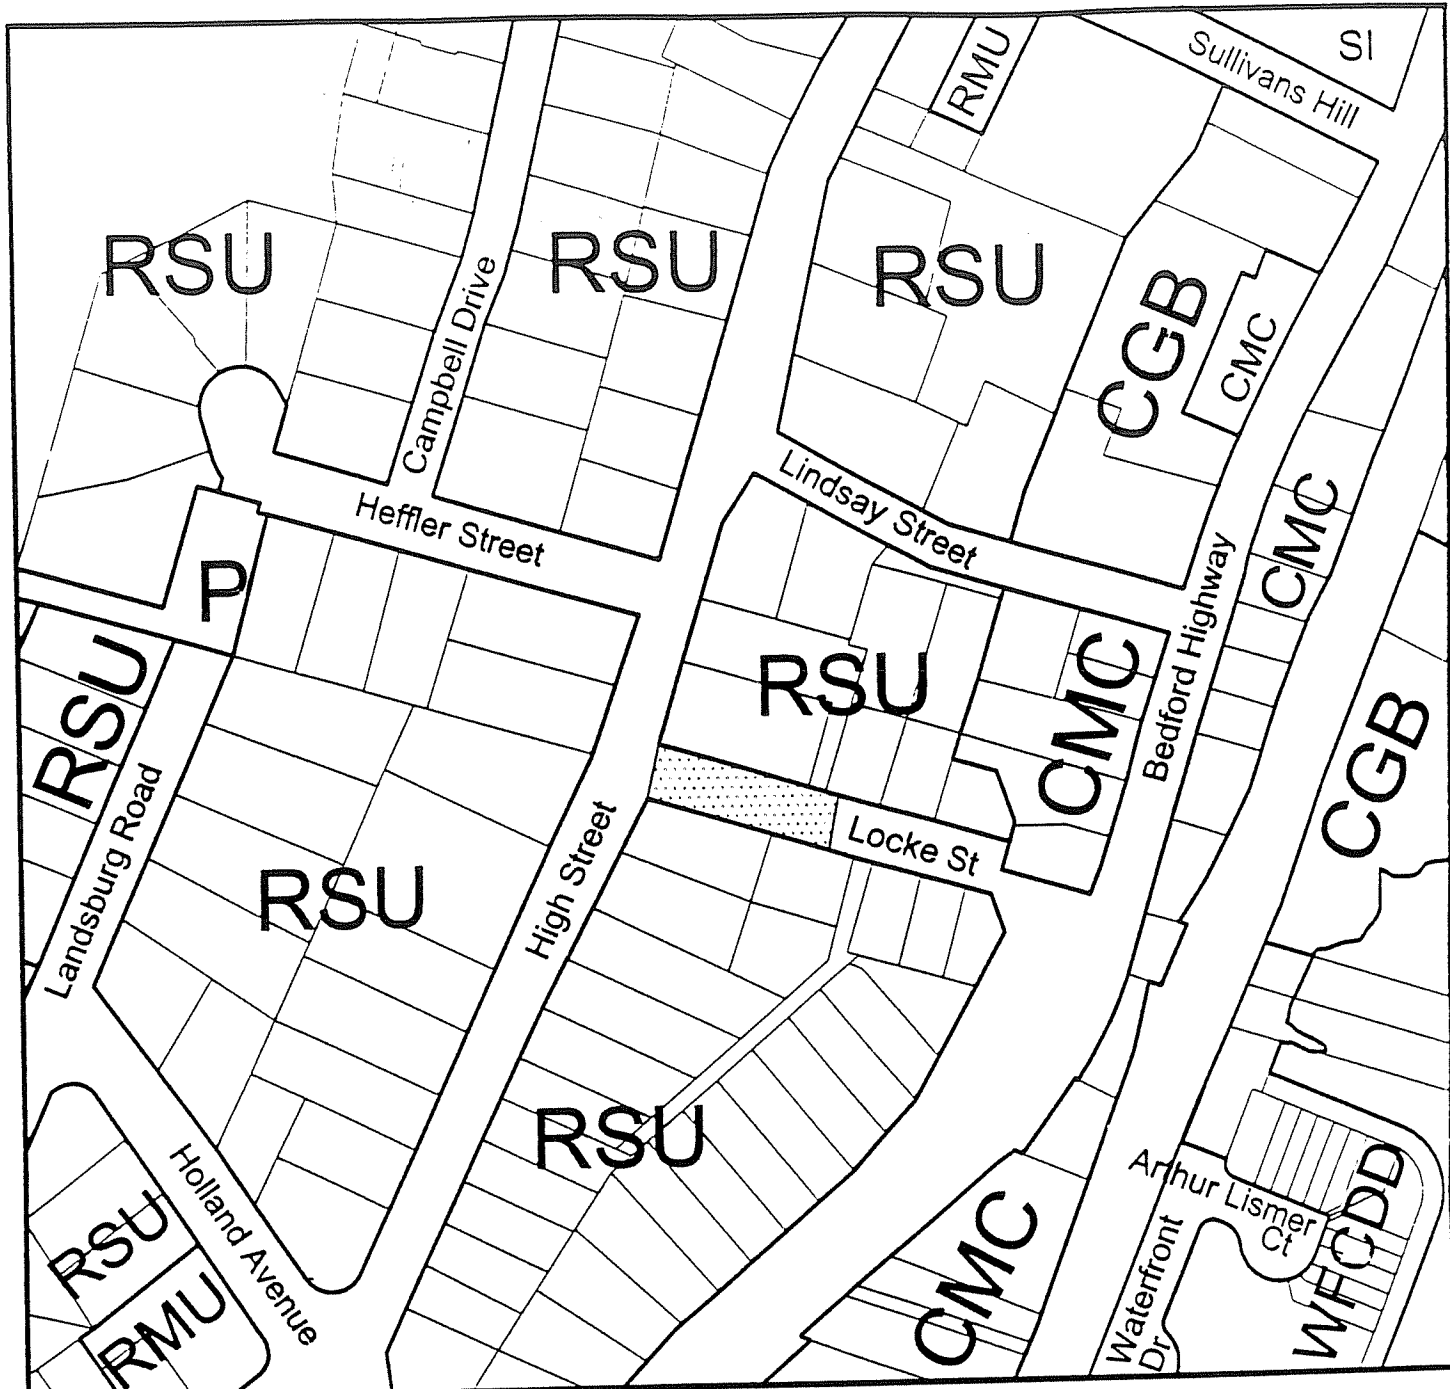 SI
Sullivans Hill
RMU
RSU
RSU
RSU
CGB
CMC
Campbell Drive
Lindsay Street
Heffler Street
CMC
P
RSU
RSU
CMC
Bedford Highway
CGB
Landsburg Road
RSU
High Street
Locke St
RSU
Arthur Lismer
Ct
WFCDD
Holland Avenue
RSU
RMU
CMC
Waterfront
Dr